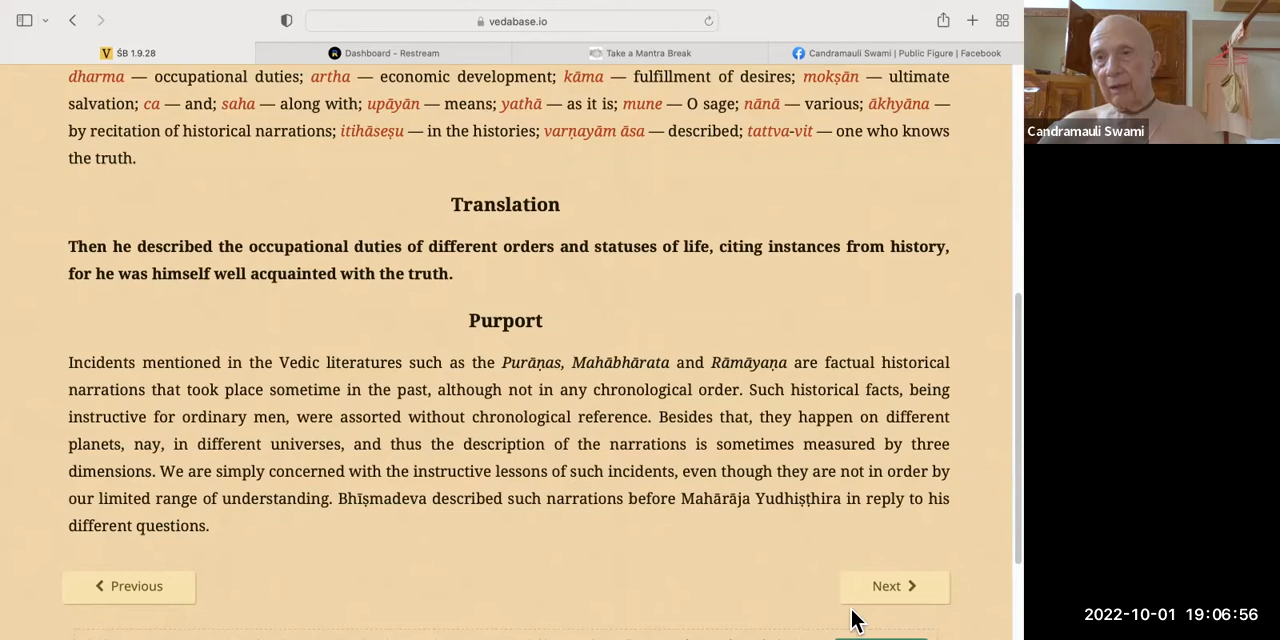 vedabase.io
ŚB 1.9.28
Dashboard - Restream
Take a Mantra Break
Candramauli Swami | Public Figure | Facebook
dharma — occupational duties; artha — economic development; kāma — fulfillment of desires; mokṣān — ultimate
salvation; ca — and; saha — along with; upāyān — means; yathā — as it is; mune — O sage; nānā — various; ākhyāna —
by recitation of historical narrations; itihāseṣu — in the histories; varṇayām āsa — described; tattva-vit — one who knows
the truth.
Translation
Then he described the occupational duties of different orders and statuses of life, citing instances from history,
for he was himself well acquainted with the truth.
Purport
Incidents mentioned in the Vedic literatures such as the Purāṇas, Mahābhārata and Rāmāyaṇa are factual historical
narrations that took place sometime in the past, although not in any chronological order. Such historical facts, being
instructive for ordinary men, were assorted without chronological reference. Besides that, they happen on different
planets, nay, in different universes, and thus the description of the narrations is sometimes measured by three
dimensions. We are simply concerned with the instructive lessons of such incidents, even though they are not in order by
our limited range of understanding. Bhīṣmadeva described such narrations before Mahārāja Yudhiṣṭhira in reply to his
different questions.
Previous
Next
Candramauli Swami
2022-10-01 19:06:56